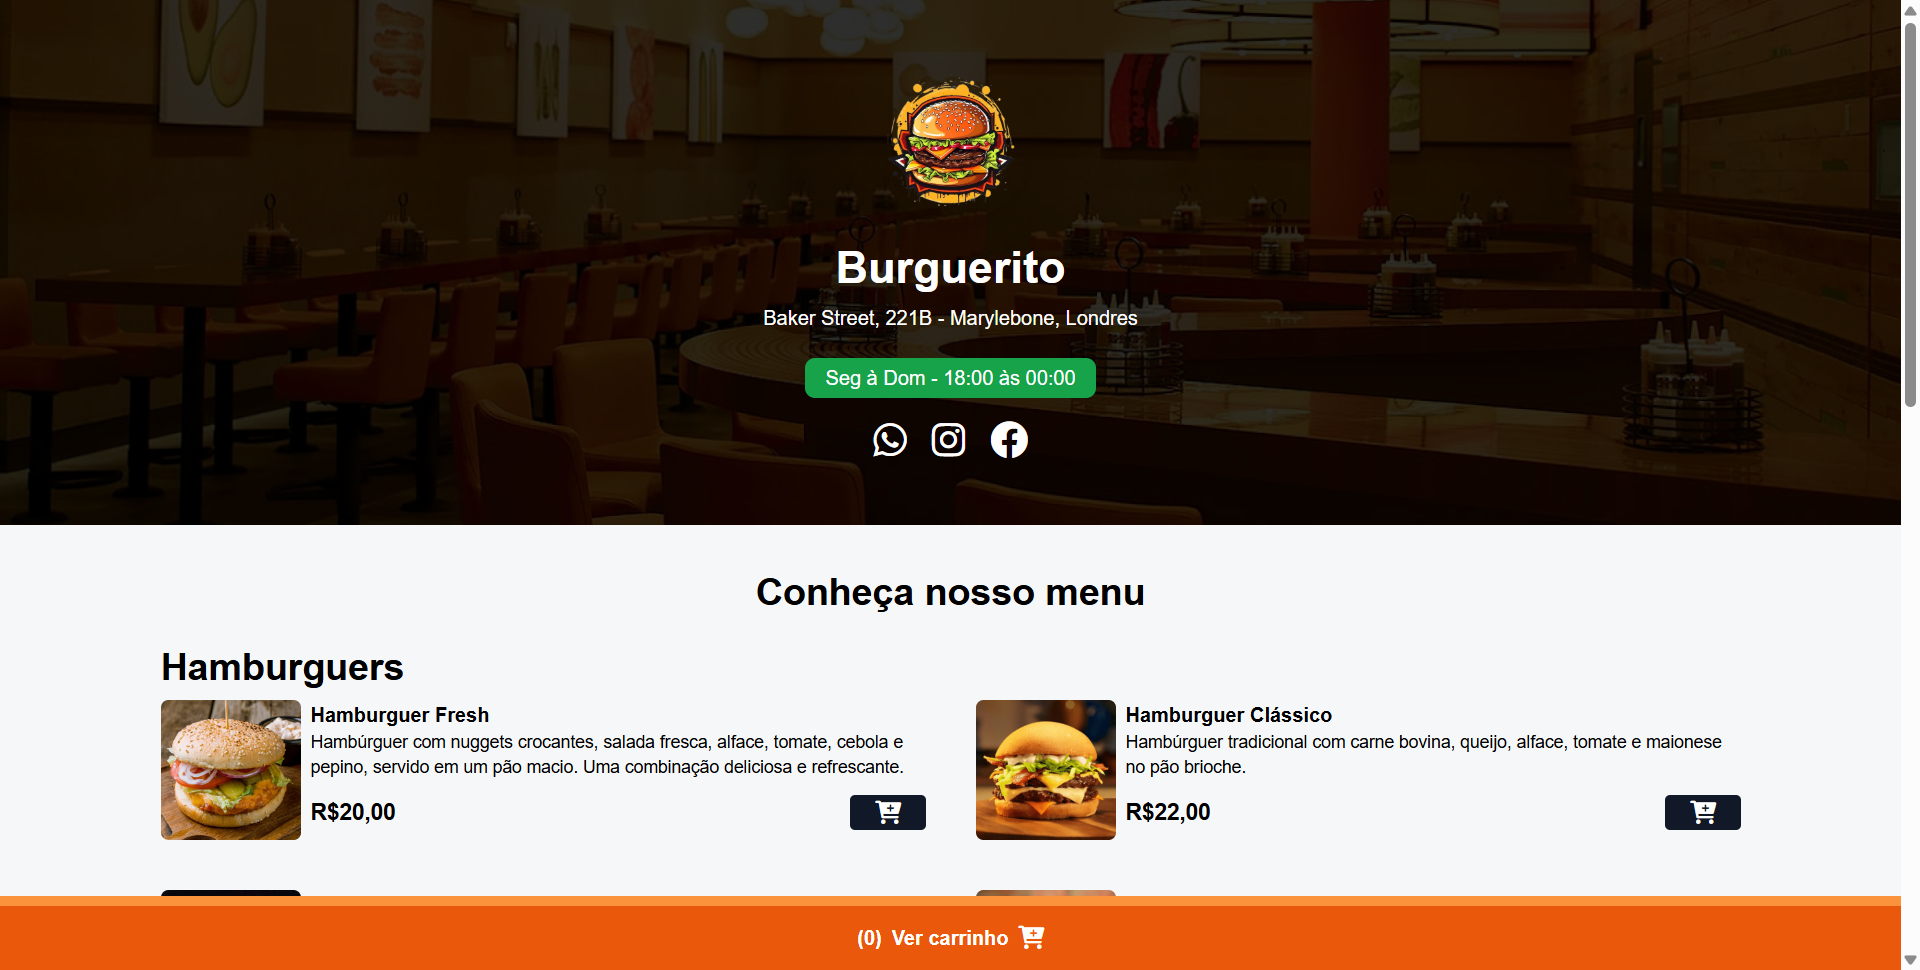 Burguerito
Baker Street, 221B - Marylebone, Londres
Seg à Dom - 18:00 às 00:00
Conheça nosso menu
Hamburguers
Hamburguer Fresh
Hambúrguer com nuggets crocantes, salada fresca, alface, tomate, cebola e
pepino, servido em um pão macio. Uma combinação deliciosa e refrescante.
R$20,00
Hamburguer Clássico
Hambúrguer tradicional com carne bovina, queijo, alface, tomate e maionese
no pão brioche.
R$22,00
(0) Ver carrinho